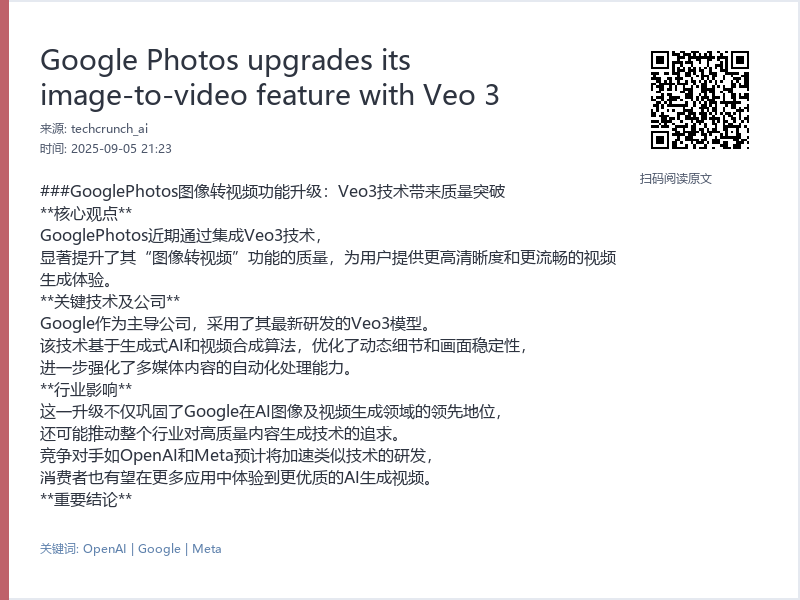 Google Photos upgrades its
image-to-video feature with Veo 3
来源: techcrunch_ai
时间: 2025-09-05 21:23
扫码阅读原文
###GooglePhotos图像转视频功能升级：Veo3技术带来质量突破
**核心观点**
GooglePhotos近期通过集成Veo3技术，
显著提升了其“图像转视频”功能的质量，为用户提供更高清晰度和更流畅的视频
生成体验。
**关键技术及公司**
Google作为主导公司，采用了其最新研发的Veo3模型。
该技术基于生成式AI和视频合成算法，优化了动态细节和画面稳定性，
进一步强化了多媒体内容的自动化处理能力。
**行业影响**
这一升级不仅巩固了Google在AI图像及视频生成领域的领先地位，
还可能推动整个行业对高质量内容生成技术的追求。
竞争对手如OpenAI和Meta预计将加速类似技术的研发，
消费者也有望在更多应用中体验到更优质的AI生成视频。
**重要结论**
关键词: OpenAI | Google | Meta